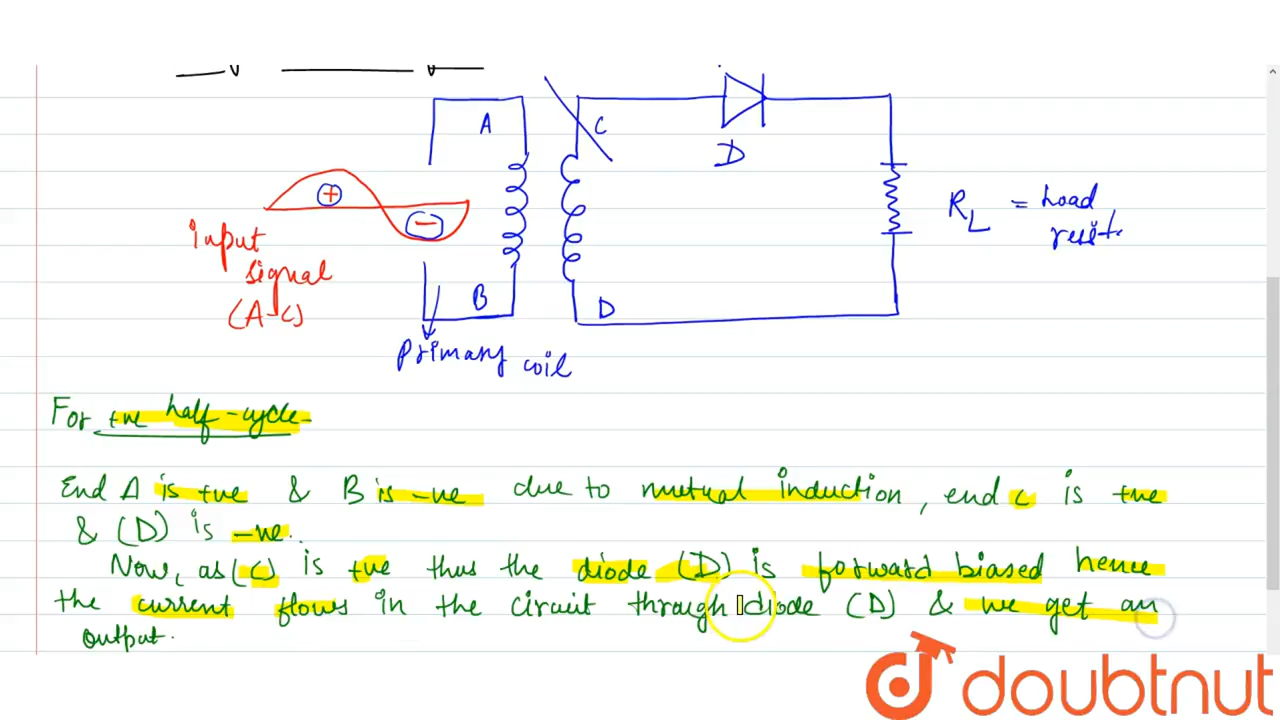 A
C
D
+
−
Input
signal
(A-C)
R_L = Load
resist.
B
D
Primary coil
For +ve half-cycle-
End A is +ve & B is -ve due to mutual induction, end C is +ve
& (D) is -ve.
Now, as (C) is +ve thus the diode (D) is forward biased hence
the current flows in the circuit through diode (D) & we get an
output.
doubtnut